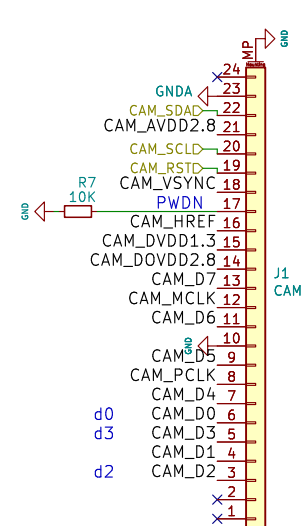 MP
GND
24
GNDA
23
CAM_SDA
22
CAM_AVDD2.8
21
CAM_SCL
20
CAM_RST
19
CAM_VSYNC
18
R7
10K
GND
PWDN
17
CAM_HREF
16
CAM_DVDD1.3
15
CAM_DOVDD2.8
14
CAM_D7
13
J1
CAM
CAM_MCLK
12
CAM_D6
11
GND
10
CAM_D5
9
CAM_PCLK
8
CAM_D4
7
d0
CAM_D0
6
d3
CAM_D3
5
CAM_D1
4
d2
CAM_D2
3
2
1